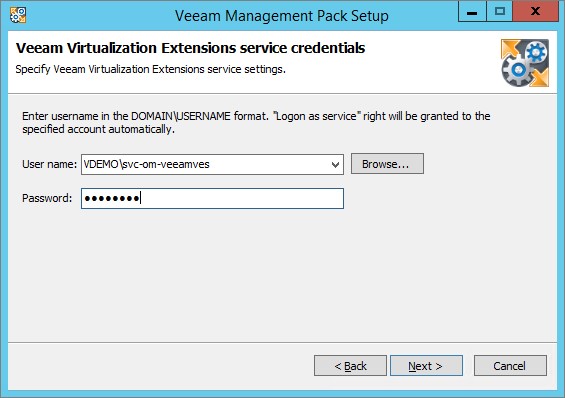 Veeam Management Pack Setup
Veeam Virtualization Extensions service credentials
Specify Veeam Virtualization Extensions service settings.
Enter username in the DOMAIN\USERNAME format. "Logon as service" right will be granted to the
specified account automatically.
User name: VDEMO\svc-om-veeamves Browse...
Password: ●●●●●●●●
< Back Next > Cancel